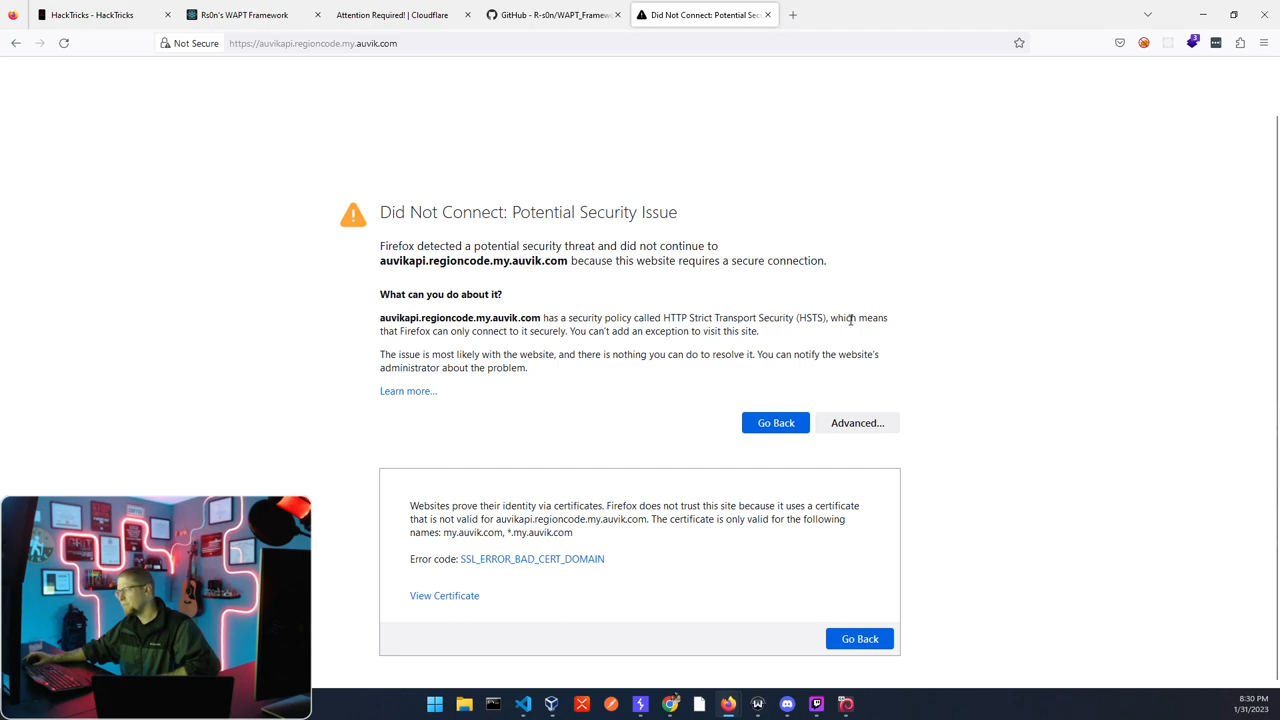 HackTricks - HackTricks
Rs0n's WAPT Framework
Attention Required! | Cloudflare
GitHub - R-s0n/WAPT_Framew
Did Not Connect: Potential Sec
Not Secure
https://auvikapi.regioncode.my.auvik.com
3
Did Not Connect: Potential Security Issue
Firefox detected a potential security threat and did not continue to
auvikapi.regioncode.my.auvik.com because this website requires a secure connection.
What can you do about it?
auvikapi.regioncode.my.auvik.com has a security policy called HTTP Strict Transport Security (HSTS), which means
that Firefox can only connect to it securely. You can't add an exception to visit this site.
The issue is most likely with the website, and there is nothing you can do to resolve it. You can notify the website's
administrator about the problem.
Learn more...
Go Back
Advanced...
Websites prove their identity via certificates. Firefox does not trust this site because it uses a certificate
that is not valid for auvikapi.regioncode.my.auvik.com. The certificate is only valid for the following
names: my.auvik.com, *.my.auvik.com
Error code: SSL_ERROR_BAD_CERT_DOMAIN
View Certificate
Go Back
8:30 PM
1/31/2023